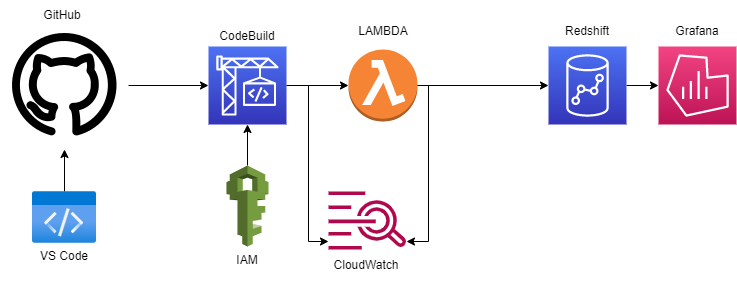 GitHub
CodeBuild
LAMBDA
Redshift
Grafana
VS Code
IAM
CloudWatch